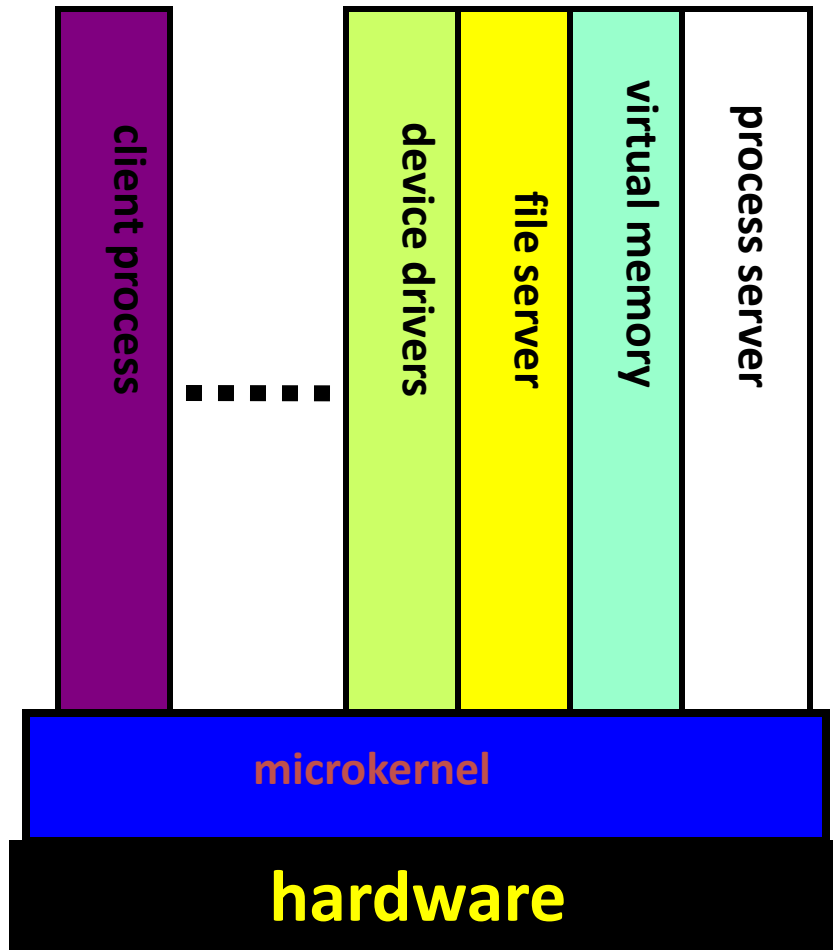 client process
device drivers
file server
virtual memory
process server
microkernel
hardware